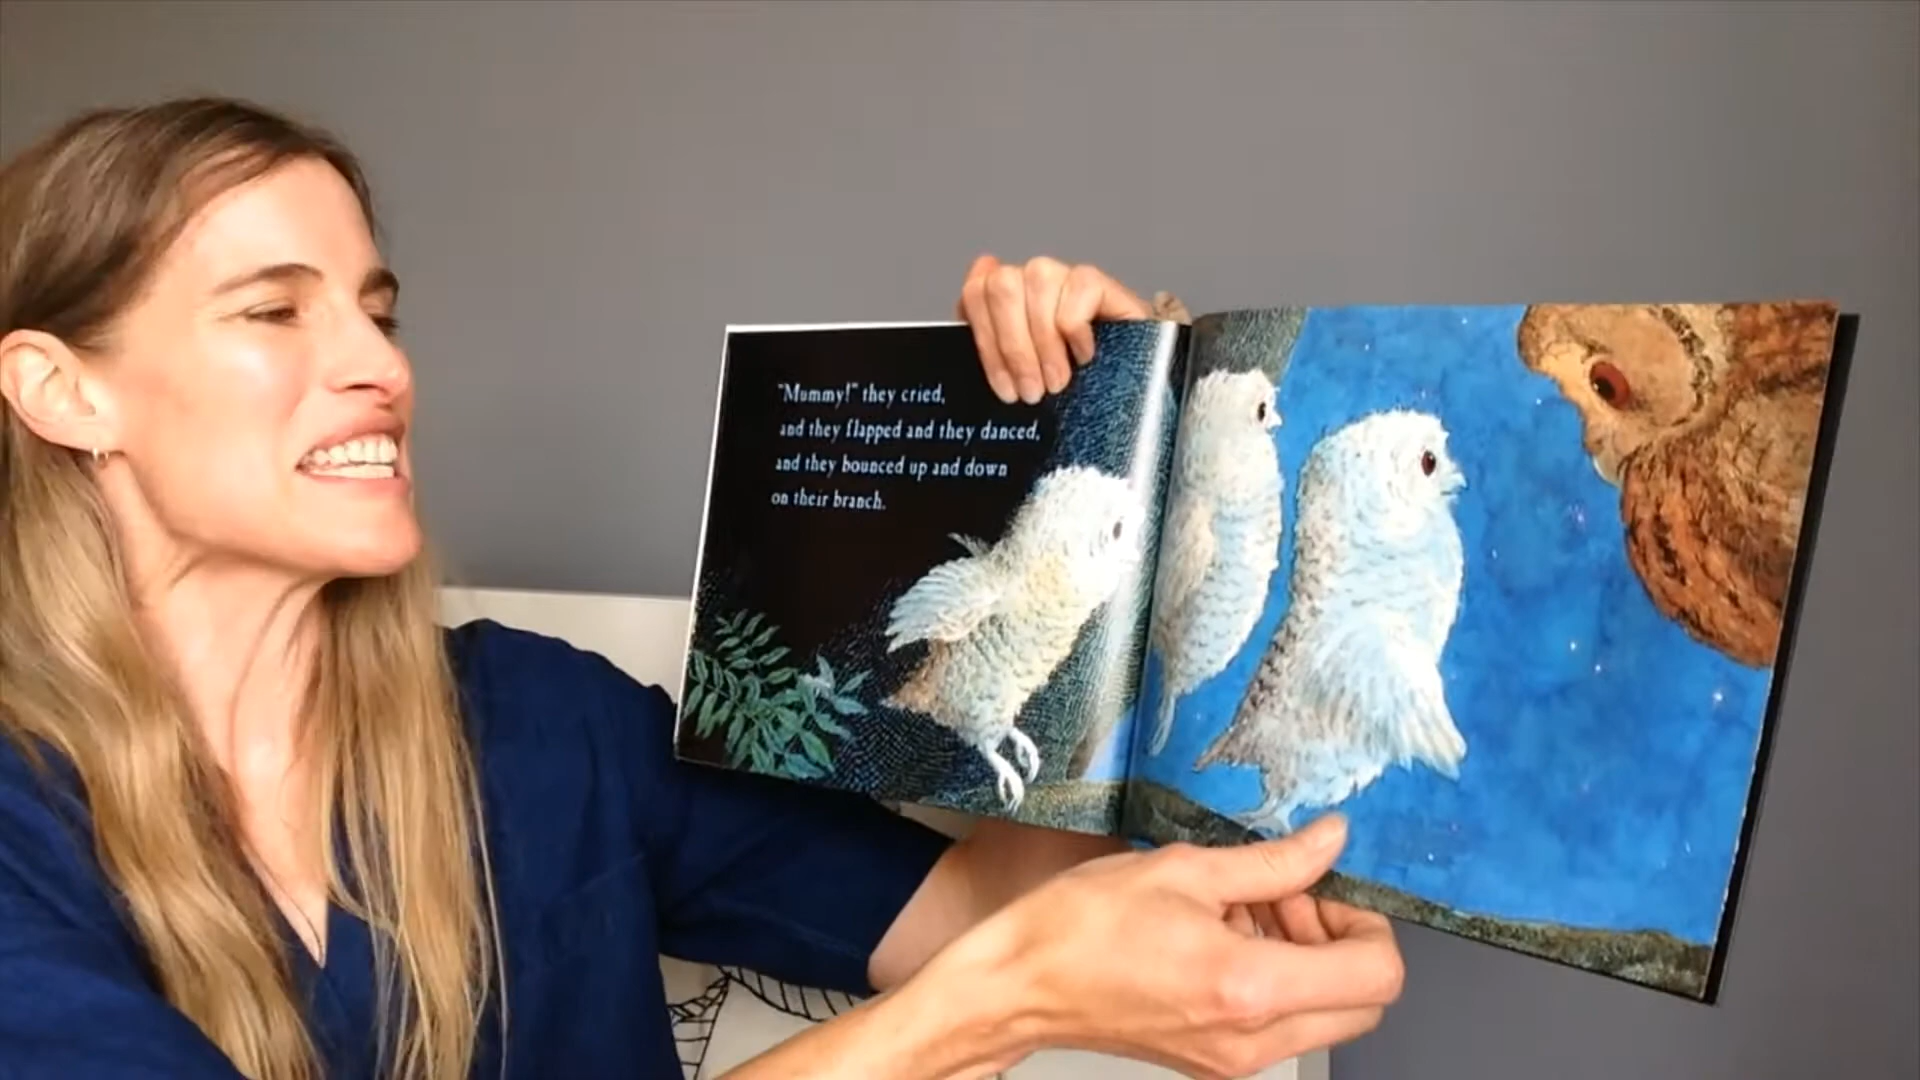 "Mummy!" they cried,
and they flapped and they danced,
and they bounced up and down
on their branch.